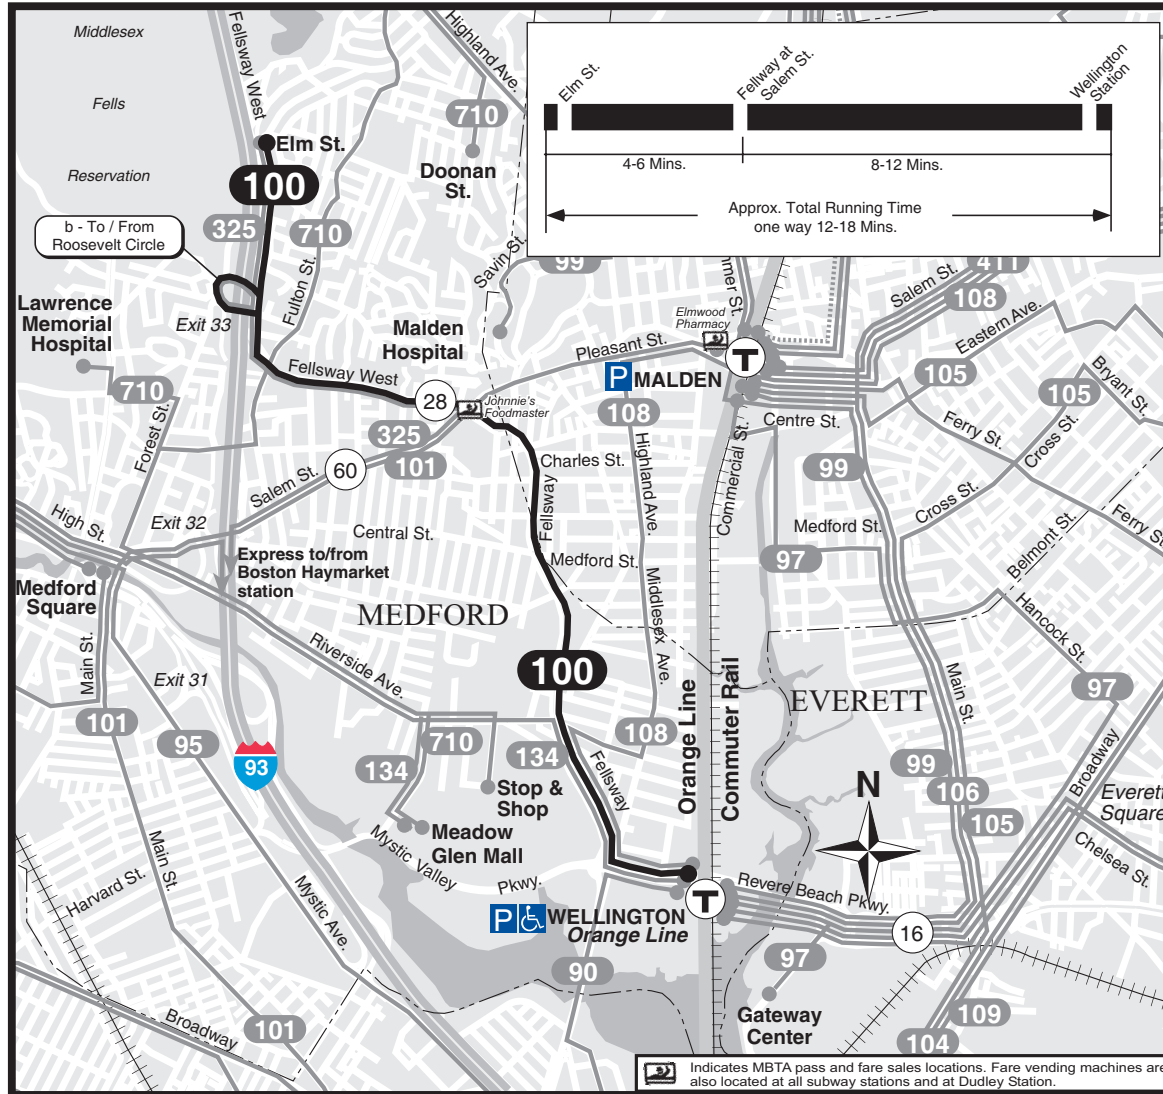 Middlesex
Fells
Reservation
Fellsway West
Highland Ave.
Elm St.
Fellway at
Salem St.
Wellington
Station
4-6 Mins.
8-12 Mins.
Approx. Total Running Time
one way 12-18 Mins.
710
Elm St.
Doonan
St.
100
b - To / From
Roosevelt Circle
325
710
Savin St.
99
411
Salem St.
108
Fulton St.
Lawrence
Memorial
Hospital
Exit 33
Malden
Hospital
Elmwood
Pharmacy
Eastern Ave.
Pleasant St.
T
P MALDEN
Fellsway West
710
28
Johnnie's
Foodmaster
108
105
105
Bryant St.
Forest St.
325
Centre St.
Ferry St.
Cross St.
60
101
Charles St.
Highland Ave.
Commercial St.
99
Salem St.
Fellsway
Cross St.
High St.
Exit 32
Central St.
Medford St.
Ferry St.
Belmont St.
Express to/from
Boston Haymarket
station
Medford St.
97
Medford
Square
MEDFORD
Middlesex Ave.
Hancock St.
Main St.
Riverside Ave.
100
Orange Line
Commuter Rail
EVERETT
Main St.
97
Exit 31
101
95
710
134
134
108
93
Fellsway
99
Broadway
Stop &
Shop
N
106
Everett
Square
105
Meadow
Glen Mall
Chelsea St.
Main St.
Mystic Valley
Pkwy.
Revere Beach Pkwy.
Harvard St.
P WELLINGTON
Orange Line
T
16
Mystic Ave.
90
97
Broadway
101
Gateway
Center
109
104
Indicates MBTA pass and fare sales locations. Fare vending machines are
also located at all subway stations and at Dudley Station.